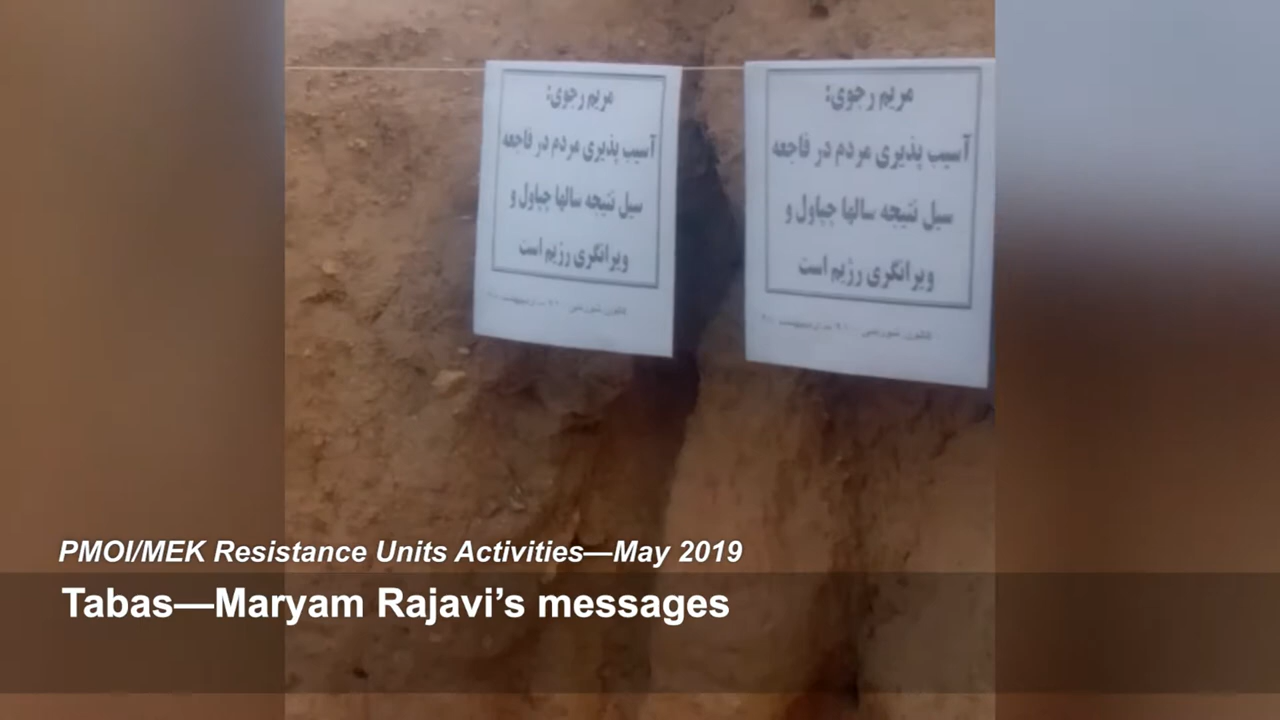 مریم رجوی:
آسیب پذیری مردم در فاجعه
سیل نتیجه سالها چپاول و
ویرانگری رژیم است
مریم رجوی:
آسیب پذیری مردم در فاجعه
سیل نتیجه سالها چپاول و
ویرانگری رژیم است
کانون شورشی
PMOI/MEK Resistance Units Activities—May 2019
Tabas—Maryam Rajavi’s messages